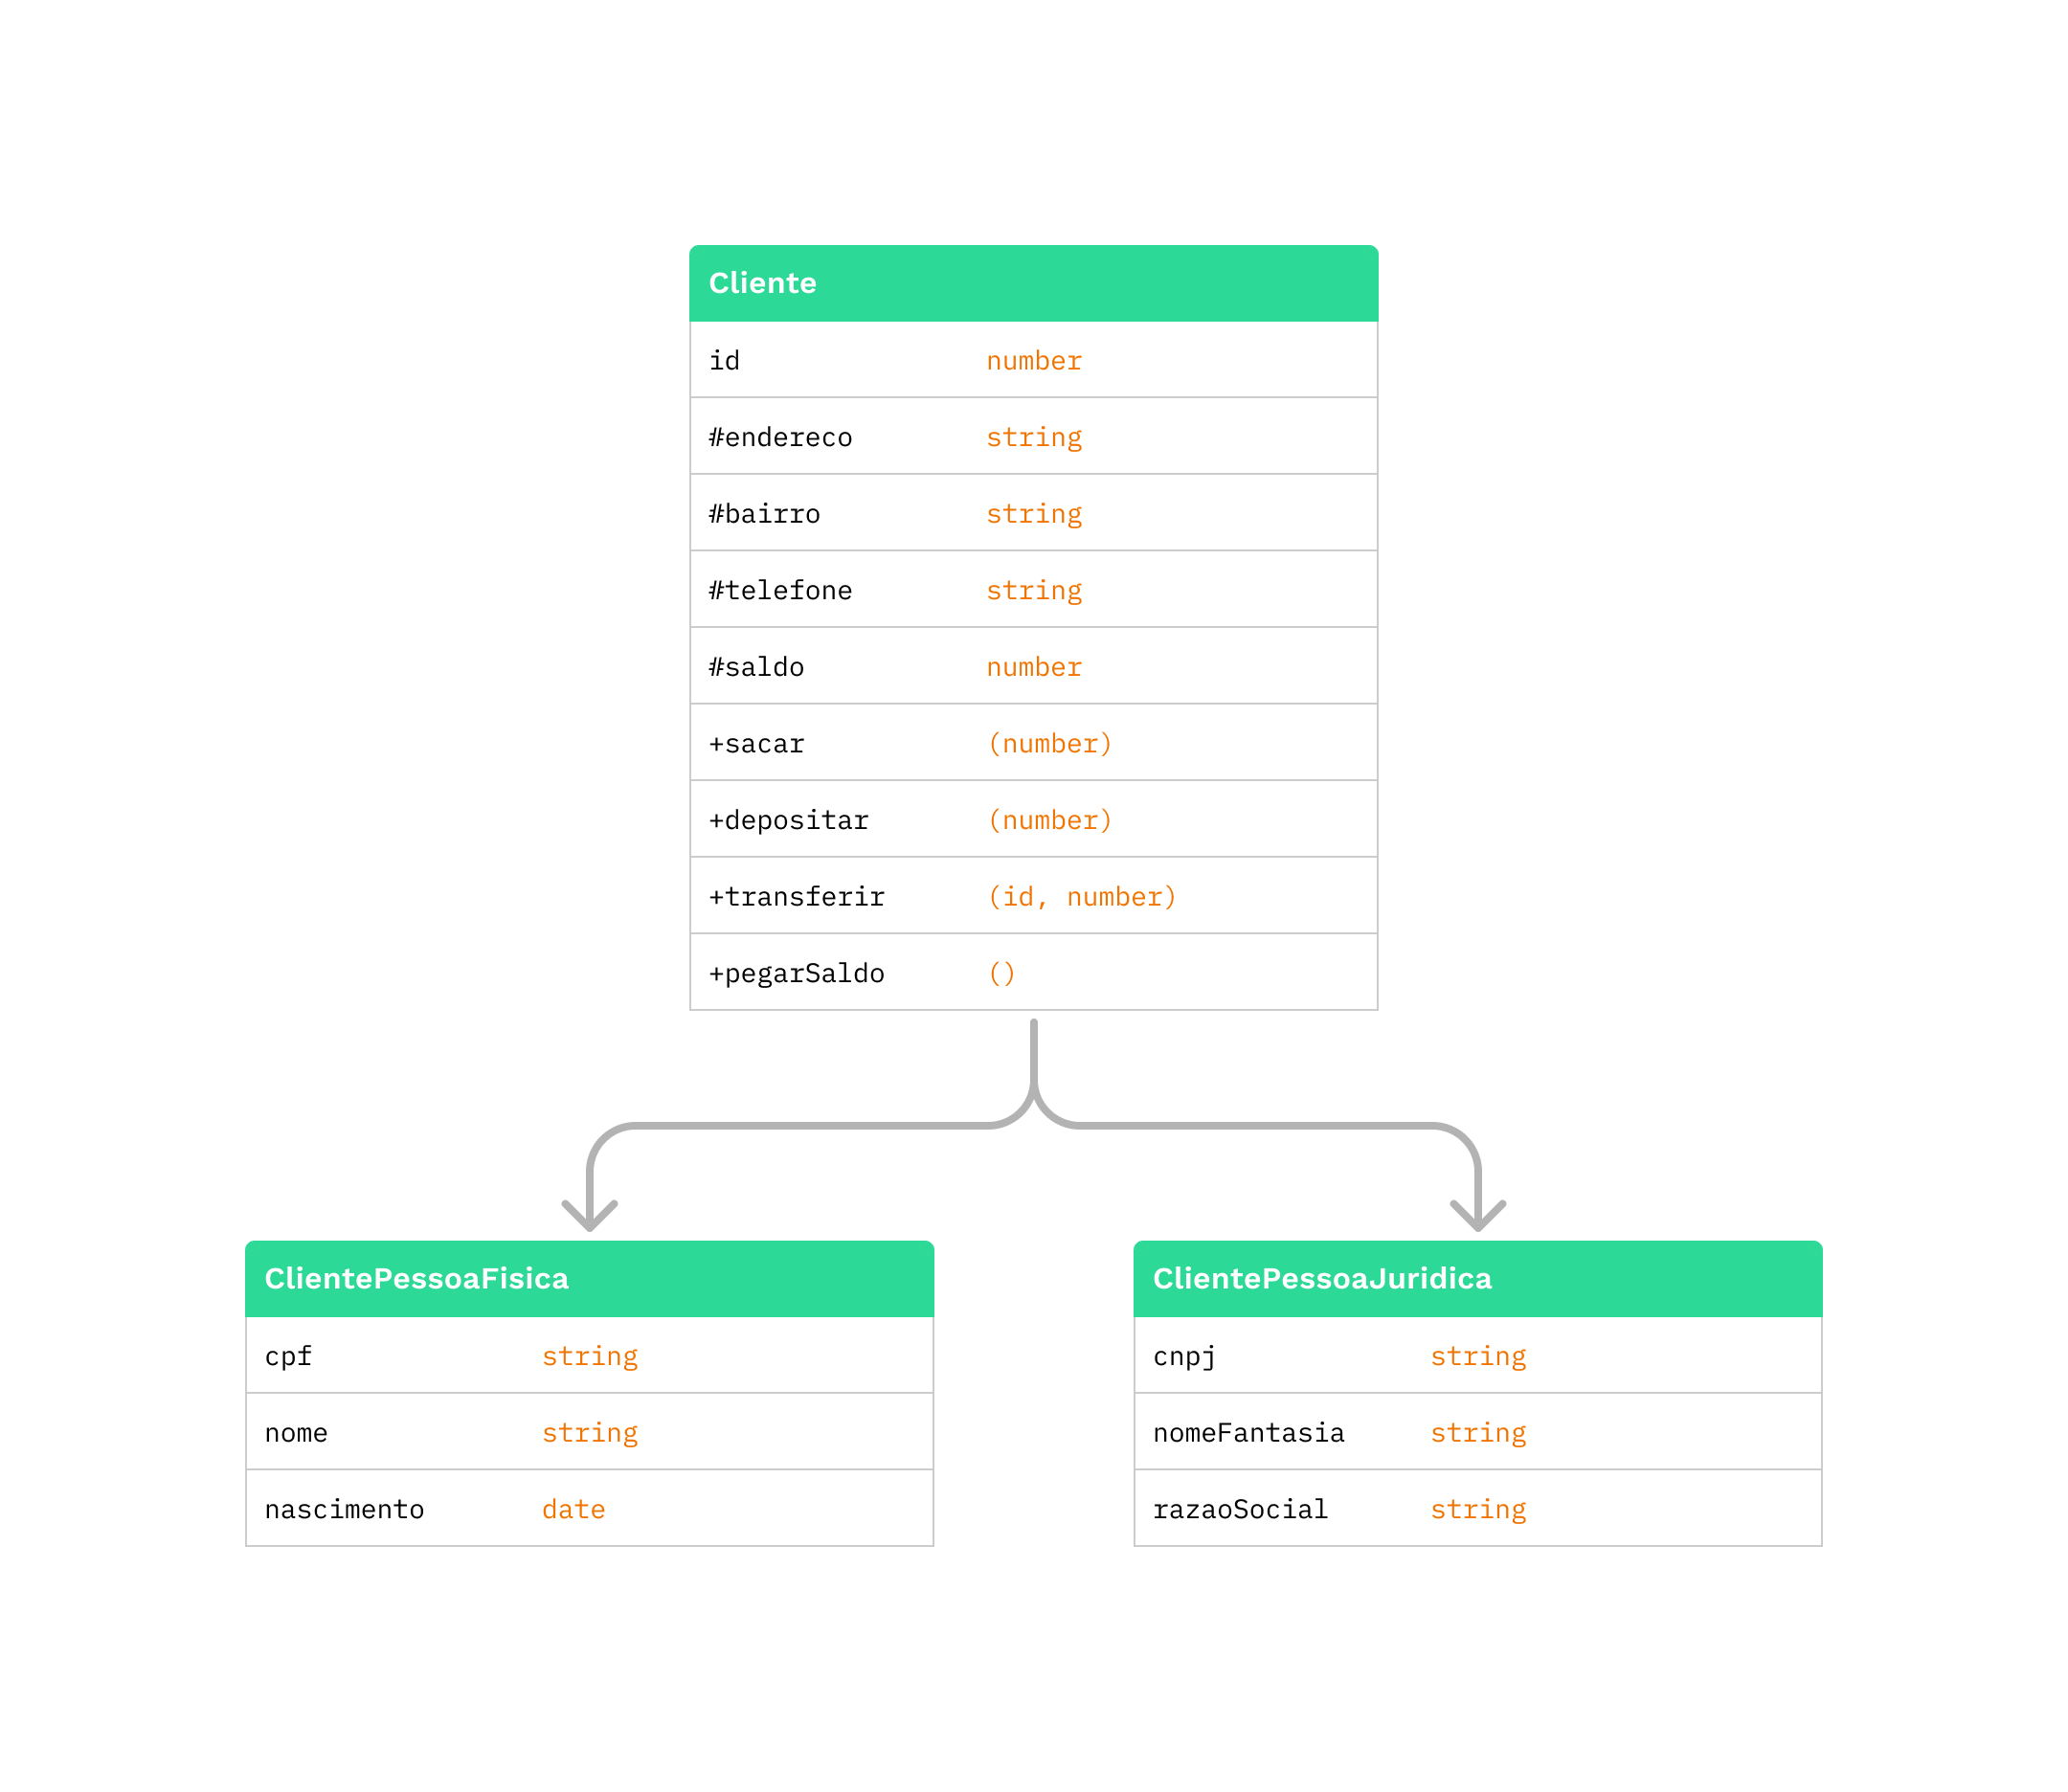 Cliente
id number
#endereco string
#bairro string
#telefone string
#saldo number
+sacar (number)
+depositar (number)
+transferir (id, number)
+pegarSaldo ()
ClientePessoaFisica
cpf string
nome string
nascimento date
ClientePessoaJuridica
cnpj string
nomeFantasia string
razaoSocial string